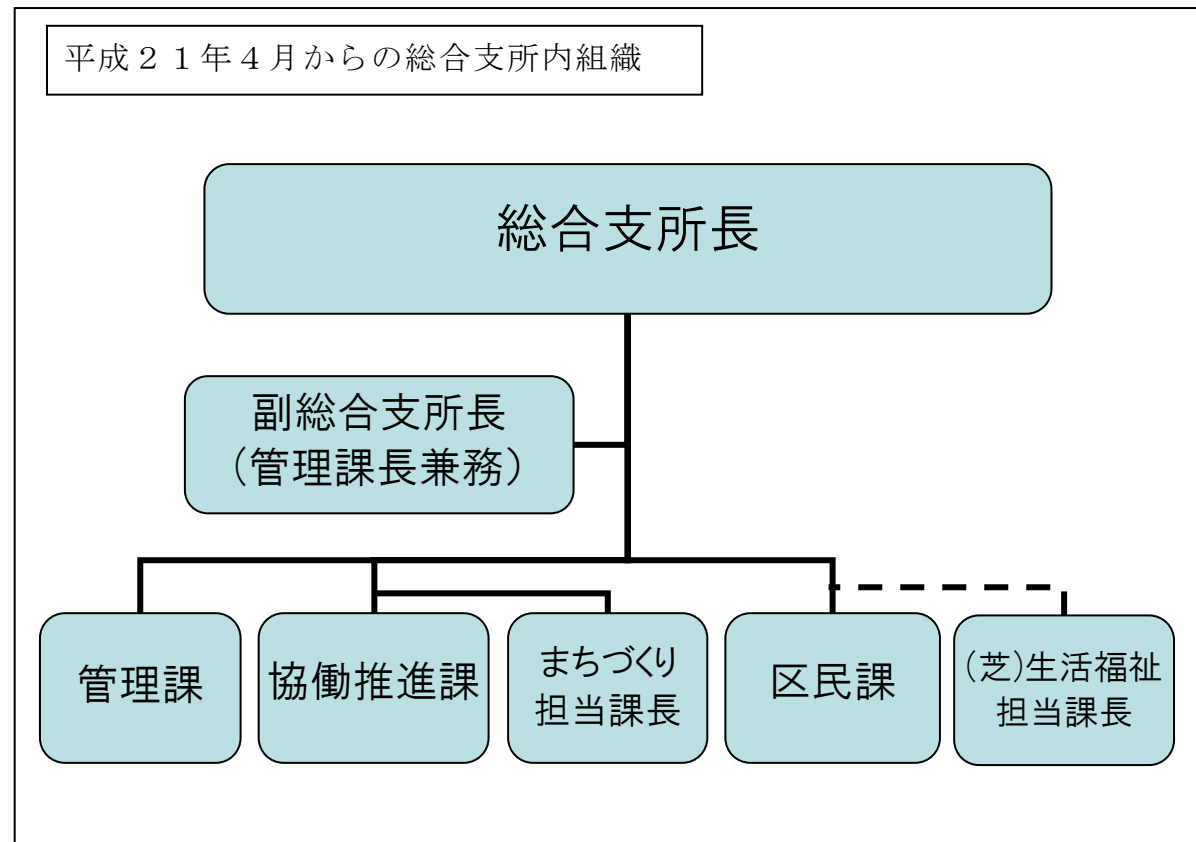 平成２１年４月からの総合支所内組織
総合支所長
副総合支所長
（管理課長兼務）
管理課
協働推進課
まちづくり
担当課長
区民課
(芝)生活福祉
担当課長